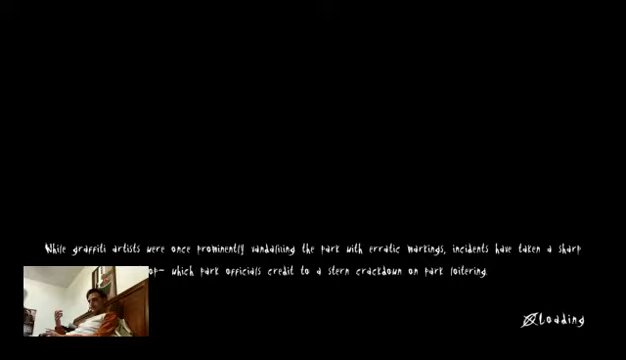 While graffiti artists were once prominently vandalising the park with erratic markings, incidents have taken a sharp
which park officials credit to a stern crackdown on park loitering.
Loading